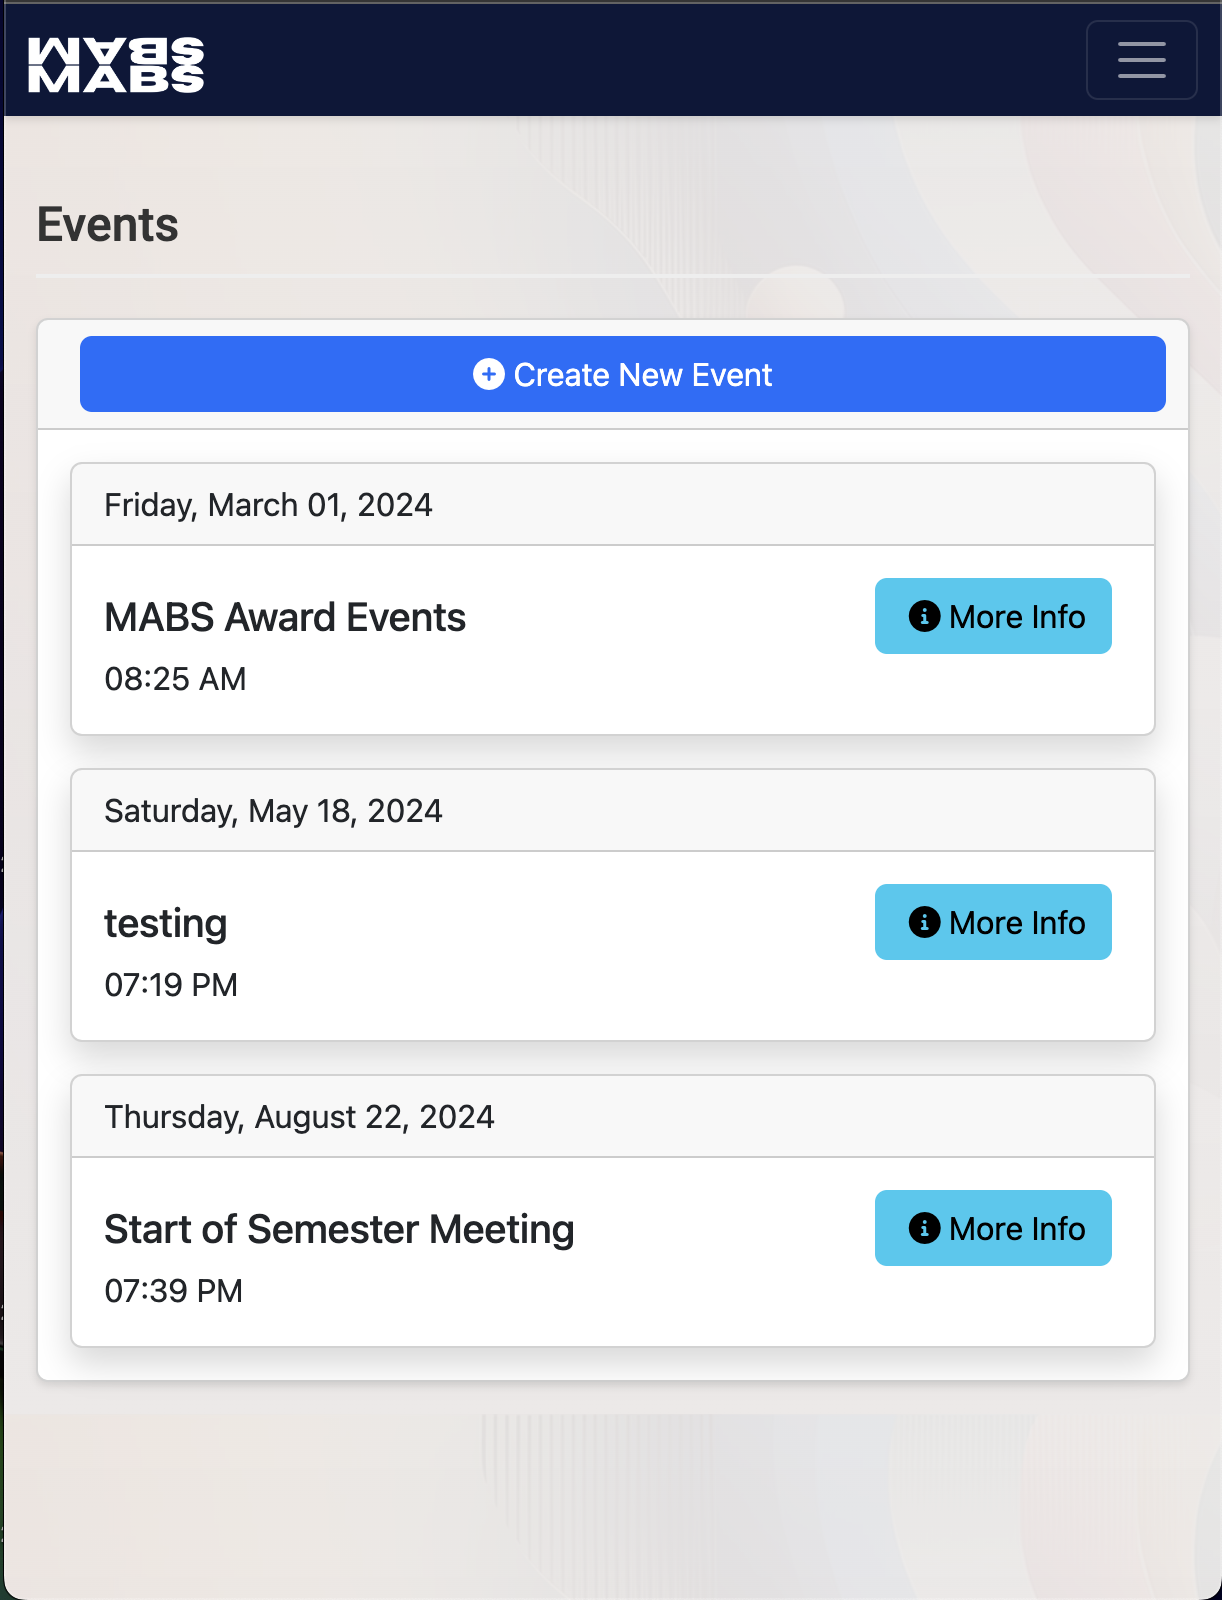 MABS
MABS
Events
Create New Event
Friday, March 01, 2024
MABS Award Events
More Info
08:25 AM
Saturday, May 18, 2024
testing
More Info
07:19 PM
Thursday, August 22, 2024
Start of Semester Meeting
More Info
07:39 PM